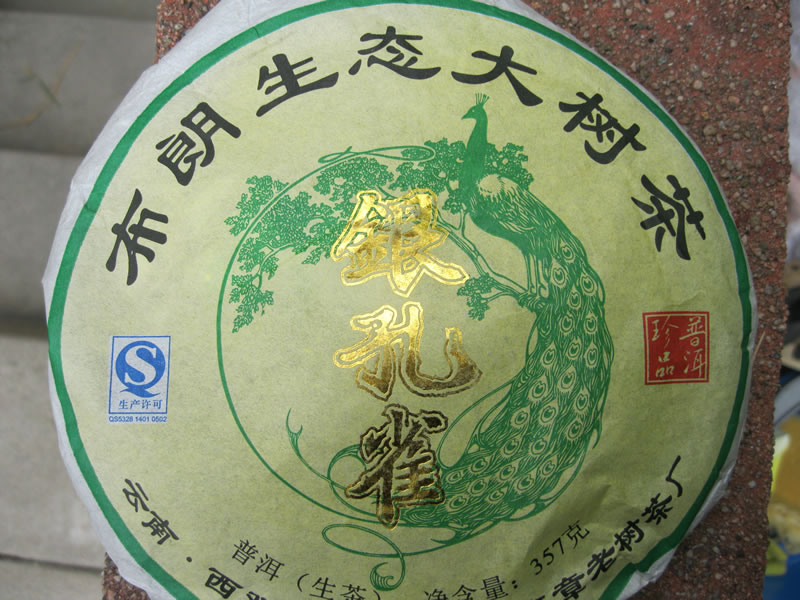 布朗生态大树茶
銀孔雀
普洱
珍品
生产许可
QS5328 1401 0502
普洱（生茶） 净含量：357克
云南·西
章老树茶厂